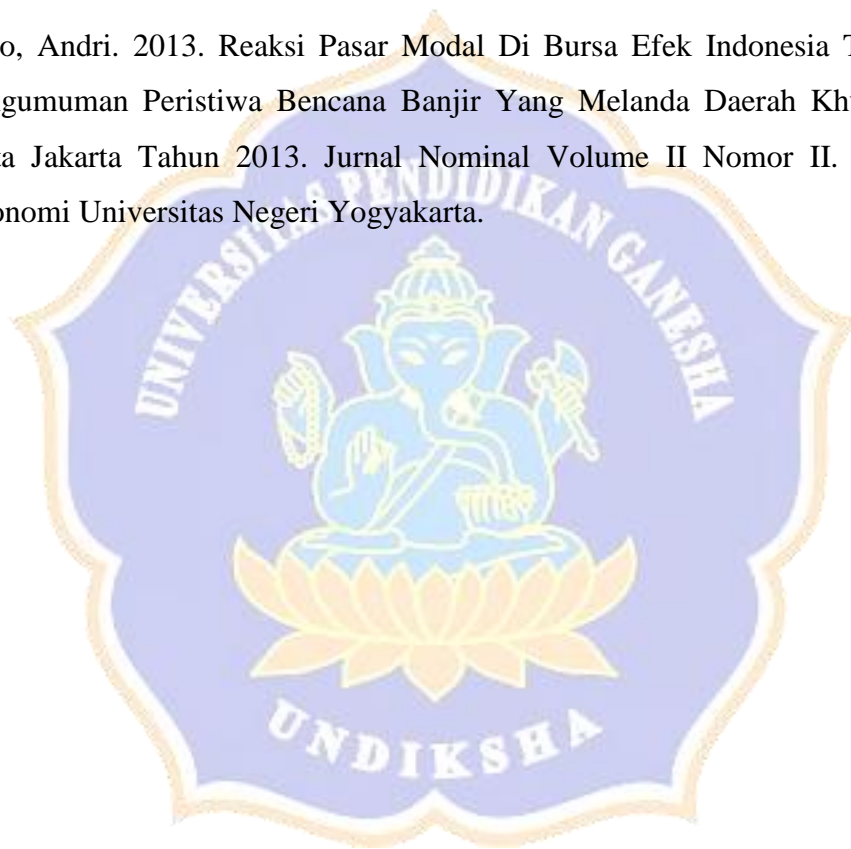 o, Andri. 2013. Reaksi Pasar Modal Di Bursa Efek Indonesia T
gumuman Peristiwa Bencana Banjir Yang Melanda Daerah Kh
ta Jakarta Tahun 2013. Jurnal Nominal Volume II Nomor II.
onomi Universitas Negeri Yogyakarta.
UNIVERSITAS PENDIDIKAN GANESHA
UNDIKSHA